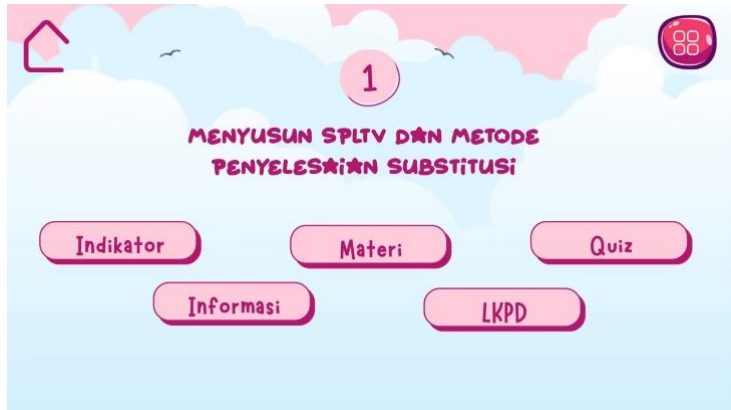 1
MENYUSUN SPLTV DAN METODE
PENYELESAiAN SUBSTiTUSi
Indikator
Materi
Quiz
Informasi
LKPD